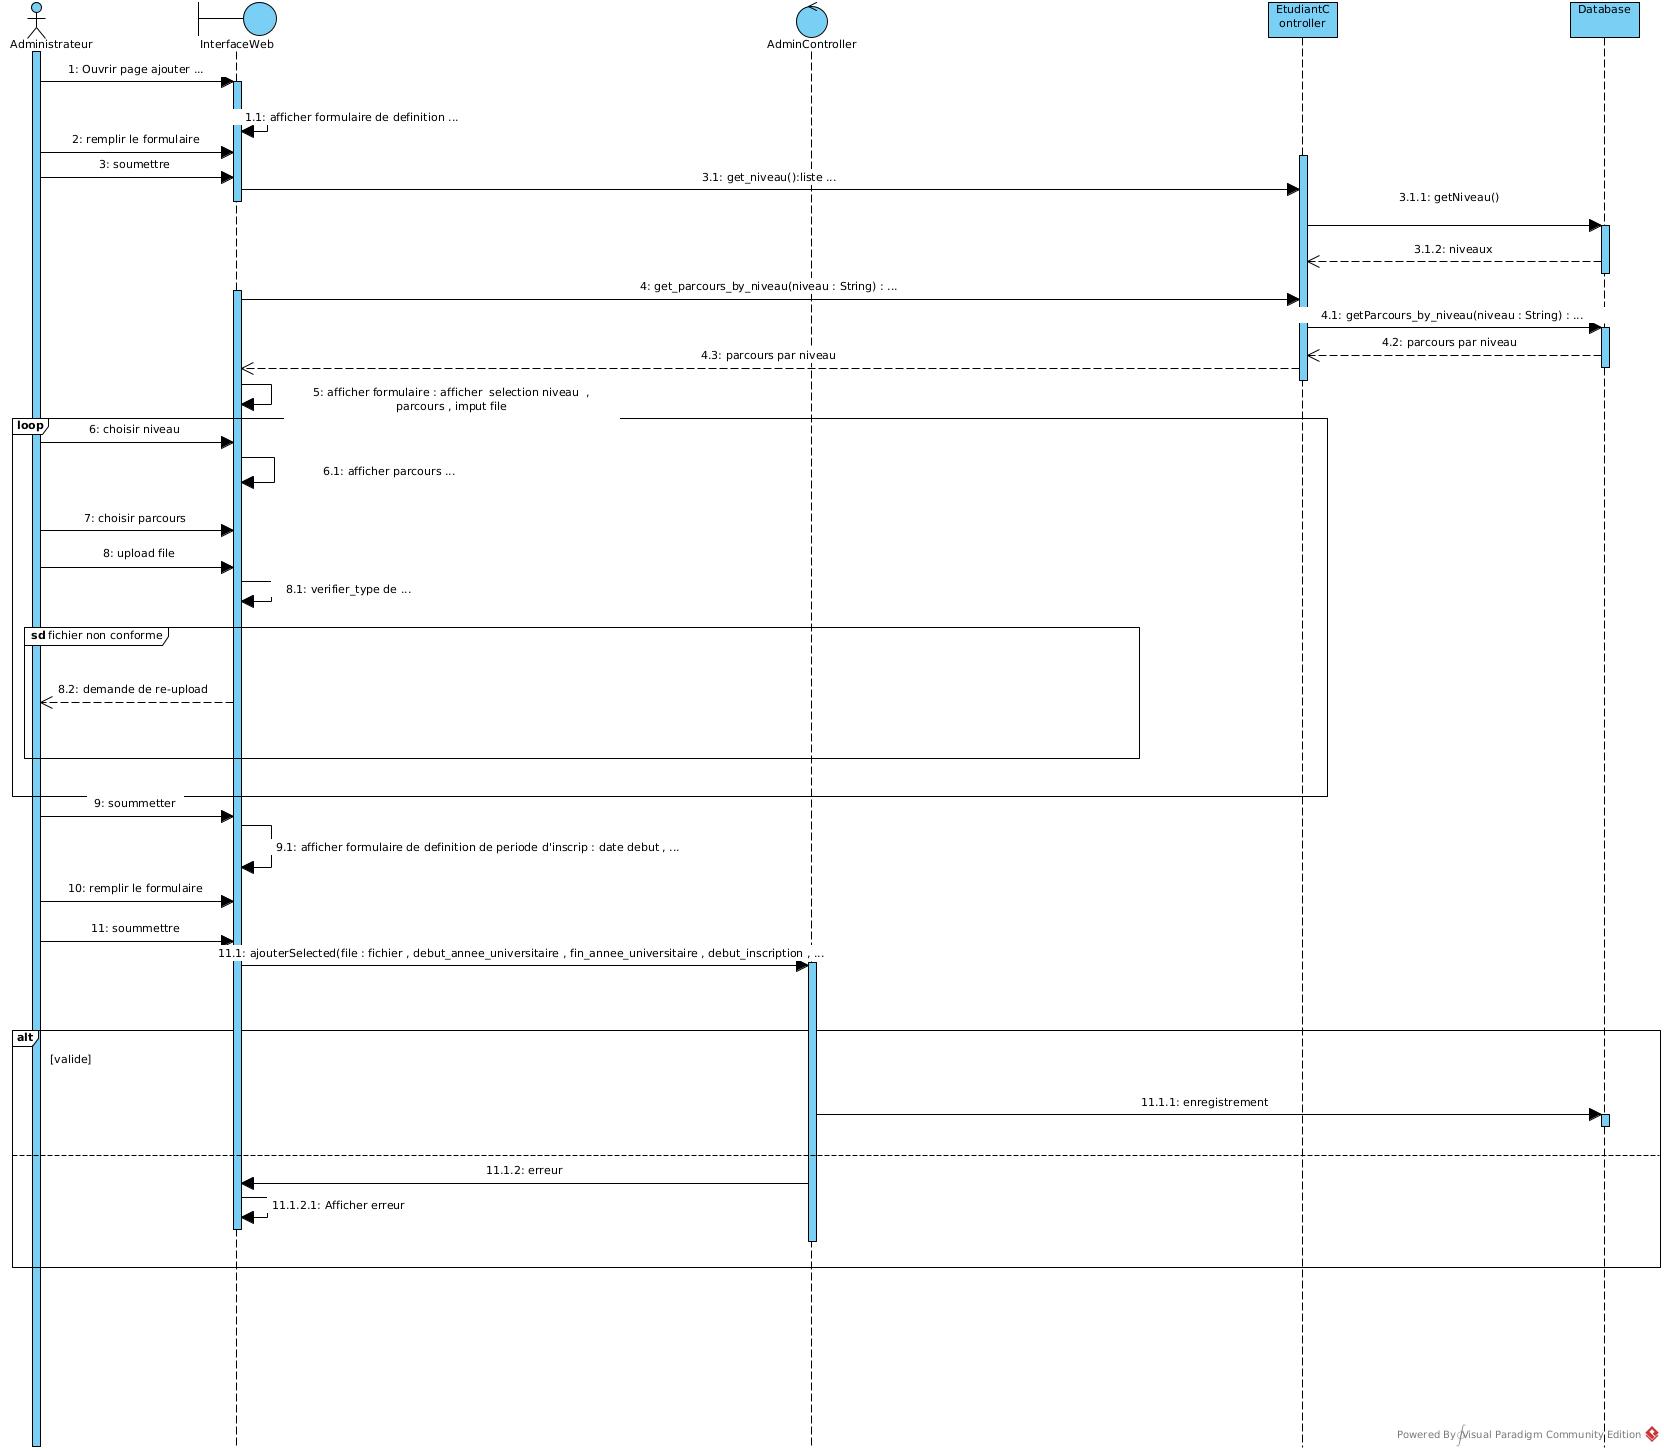 Administrateur
InterfaceWeb
AdminController
EtudiantC
ontroller
Database
1: Ouvrir page ajouter ...
1.1: afficher formulaire de definition ...
2: remplir le formulaire
3: soumettre
3.1: get_niveau():liste ...
3.1.1: getNiveau()
3.1.2: niveaux
4: get_parcours_by_niveau(niveau : String) : ...
4.1: getParcours_by_niveau(niveau : String) : ...
4.2: parcours par niveau
4.3: parcours par niveau
5: afficher formulaire : afficher selection niveau ,
parcours , imput file
loop
6: choisir niveau
6.1: afficher parcours ...
7: choisir parcours
8: upload file
8.1: verifier_type de ...
sd fichier non conforme
8.2: demande de re-upload
9: soummetter
9.1: afficher formulaire de definition de periode d'inscrip : date debut , ...
10: remplir le formulaire
11: soummettre
11.1: ajouterSelected(file : fichier , debut_annee_universitaire , fin_annee_universitaire , debut_inscription , ...
alt
[valide]
11.1.1: enregistrement
11.1.2: erreur
11.1.2.1: Afficher erreur
Powered By Visual Paradigm Community Edition